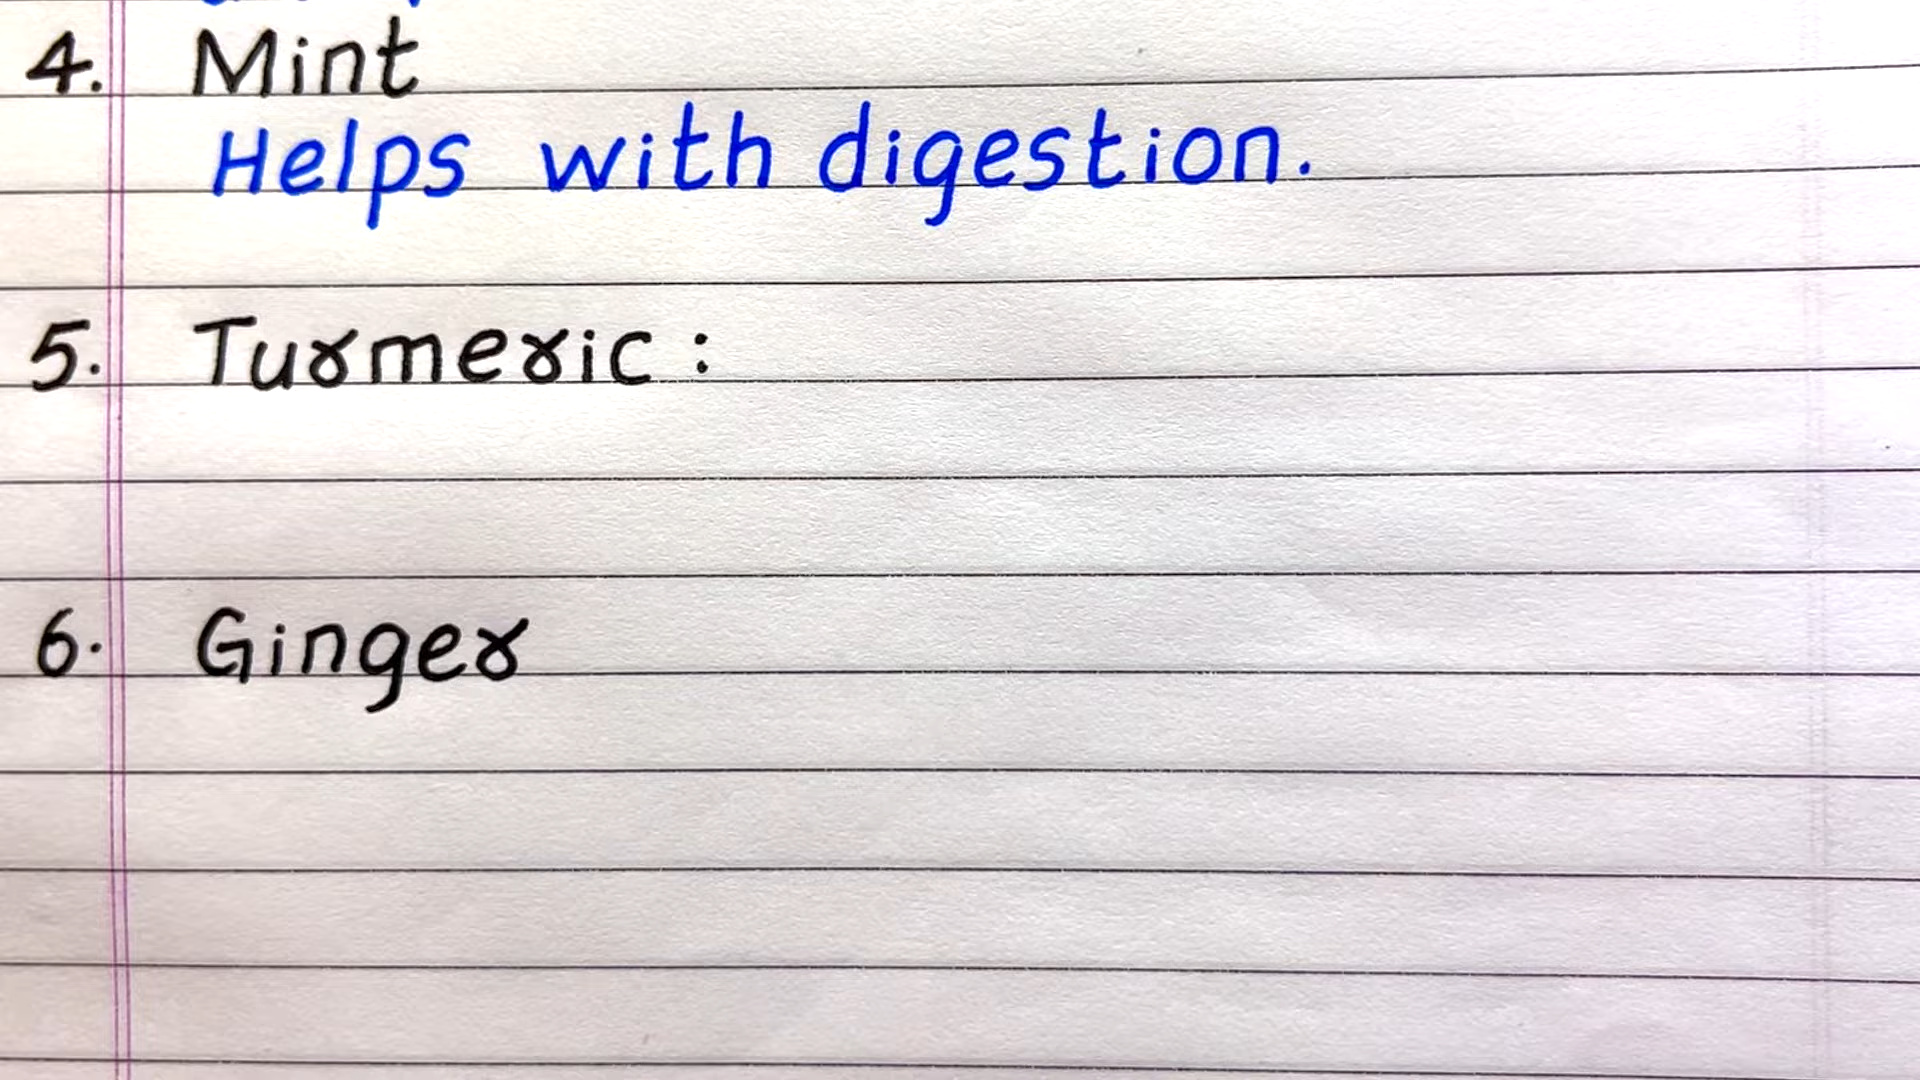 4. Mint
Helps with digestion.
5. Turmeric :
6. Ginger